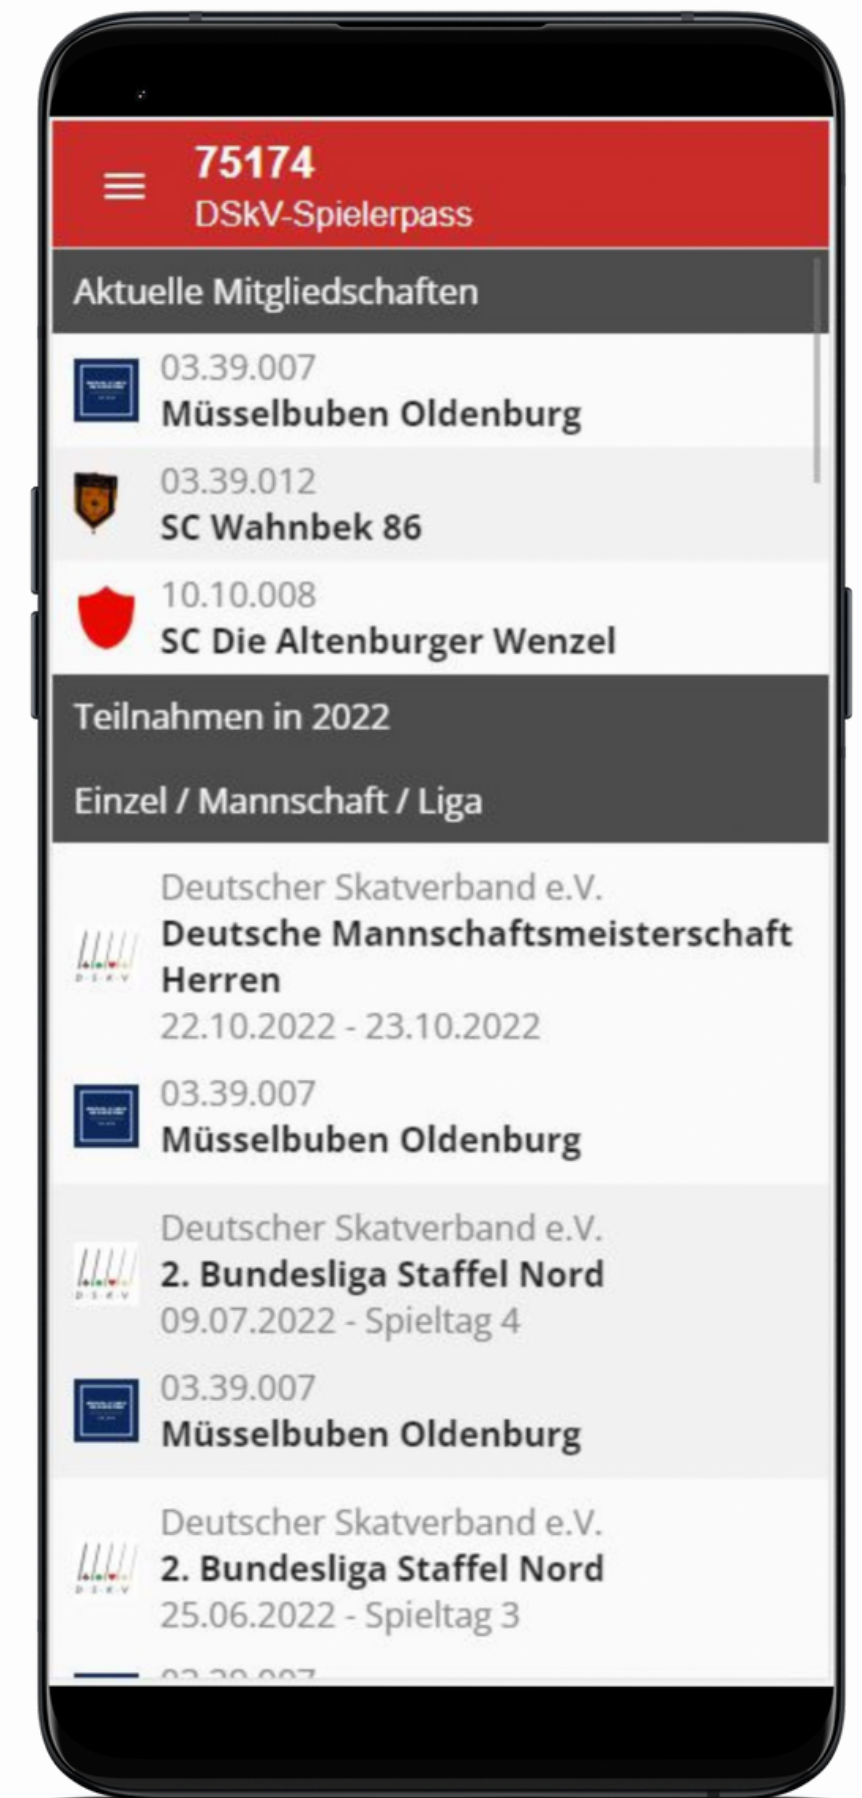 75174
DSkV-Spielerpass
Aktuelle Mitgliedschaften
03.39.007
Müsselbuben Oldenburg
03.39.012
SC Wahnbek 86
10.10.008
SC Die Altenburger Wenzel
Teilnahmen in 2022
Einzel / Mannschaft / Liga
Deutscher Skatverband e.V.
Deutsche Mannschaftsmeisterschaft
Herren
22.10.2022 - 23.10.2022
D·S·K·V
03.39.007
Müsselbuben Oldenburg
Deutscher Skatverband e.V.
2. Bundesliga Staffel Nord
09.07.2022 - Spieltag 4
D·S·K·V
03.39.007
Müsselbuben Oldenburg
Deutscher Skatverband e.V.
2. Bundesliga Staffel Nord
25.06.2022 - Spieltag 3
D·S·K·V
03.39.007